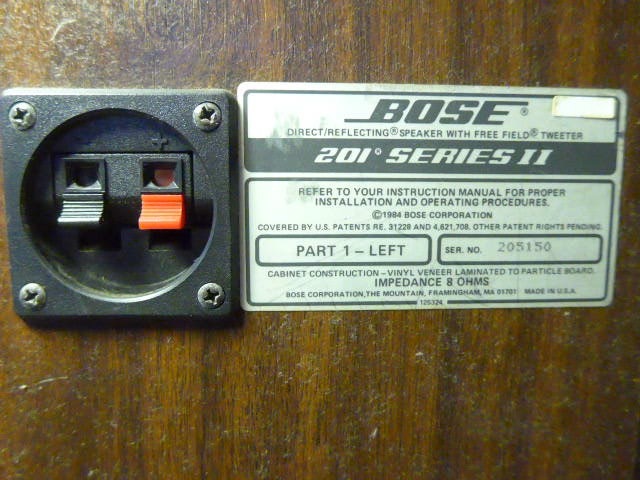 BOSE®
DIRECT/REFLECTING® SPEAKER WITH FREE FIELD® TWEETER
201® SERIES II
REFER TO YOUR INSTRUCTION MANUAL FOR PROPER
INSTALLATION AND OPERATING PROCEDURES.
©1984 BOSE CORPORATION
COVERED BY U.S. PATENTS RE. 31228 AND 4,621,708. OTHER PATENT RIGHTS PENDING.
PART 1 – LEFT
SER. NO. 205150
CABINET CONSTRUCTION – VINYL VENEER LAMINATED TO PARTICLE BOARD.
IMPEDANCE 8 OHMS
BOSE CORPORATION, THE MOUNTAIN, FRAMINGHAM, MA 01701 MADE IN U.S.A.
125324
- +